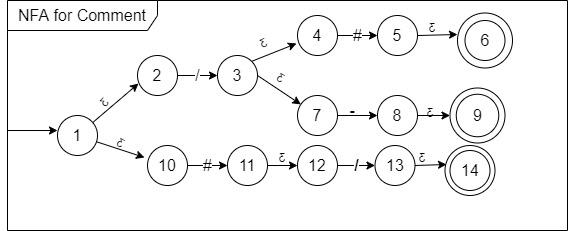 NFA for Comment
ε 4 # 5 ε 6
2 / 3
ε ε
7 - 8 ε 9
1
ε
10 # 11 ε 12 / 13 ε 14